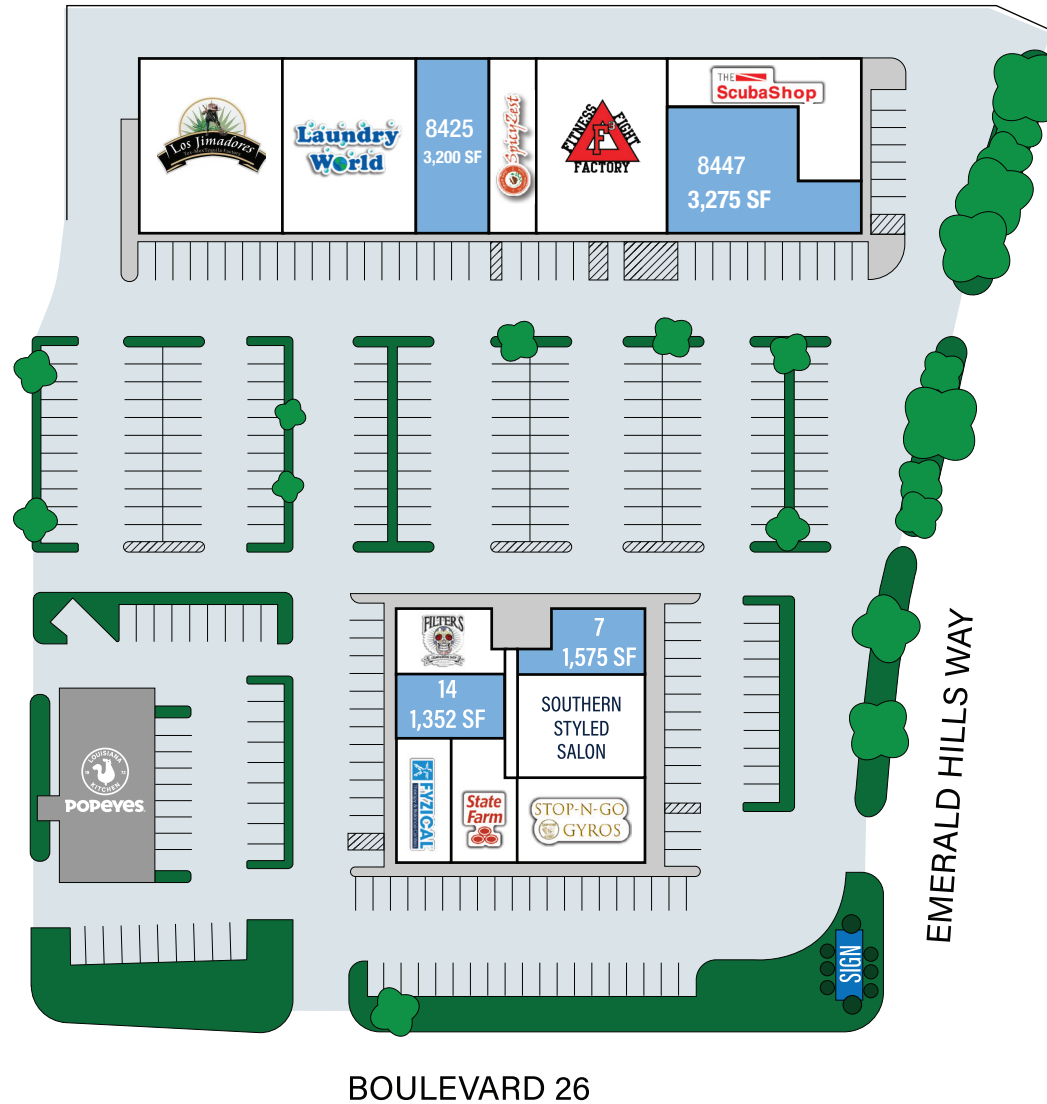 Los Jimadores
Laundry
World
8425
3,200 SF
SpicyZest
FITNESS
FIGHT
F3
FACTORY
THE
ScubaShop
8447
3,275 SF
FILTERS
7
1,575 SF
14
1,352 SF
SOUTHERN
STYLED
SALON
FYZICAL
State
Farm
STOP-N-GO
GYROS
LOUISIANA
KITCHEN
POPEYES
SIGN
EMERALD HILLS WAY
BOULEVARD 26